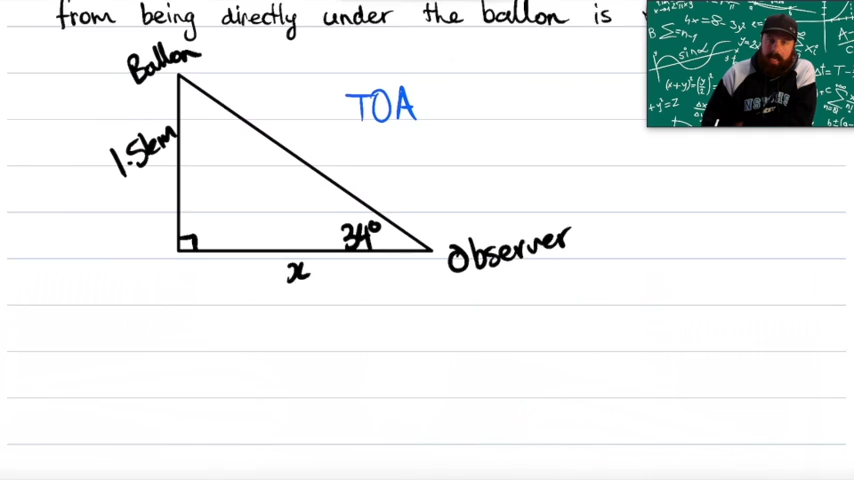 from being directly under the ballon is
Ballon
TOA
1.5km
34°
Observer
x